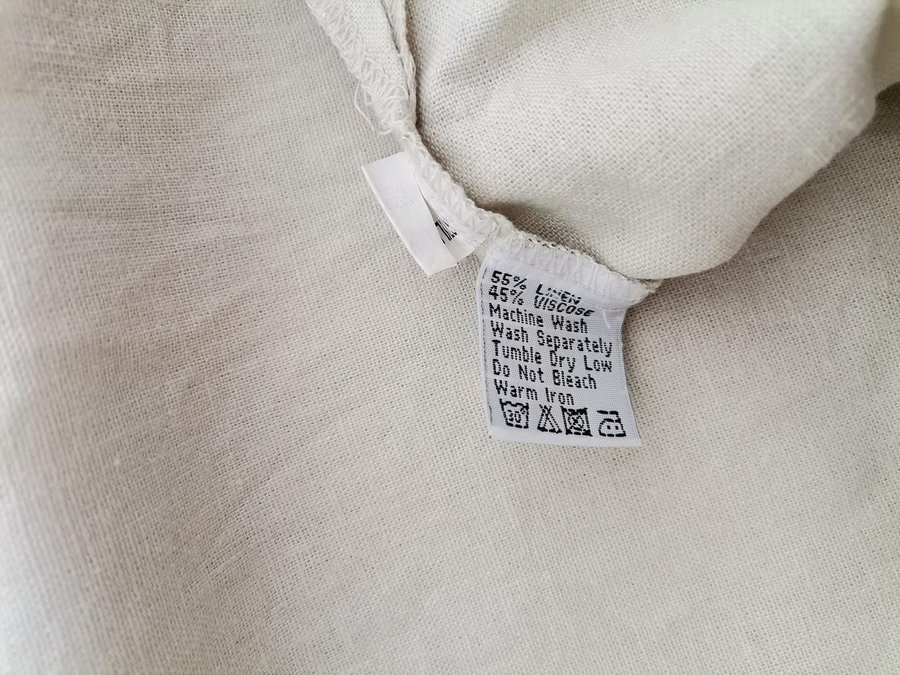 55% LINEN
45% VISCOSE
Machine Wash
Wash Separately
Tumble Dry Low
Do Not Bleach
Warm Iron
30°